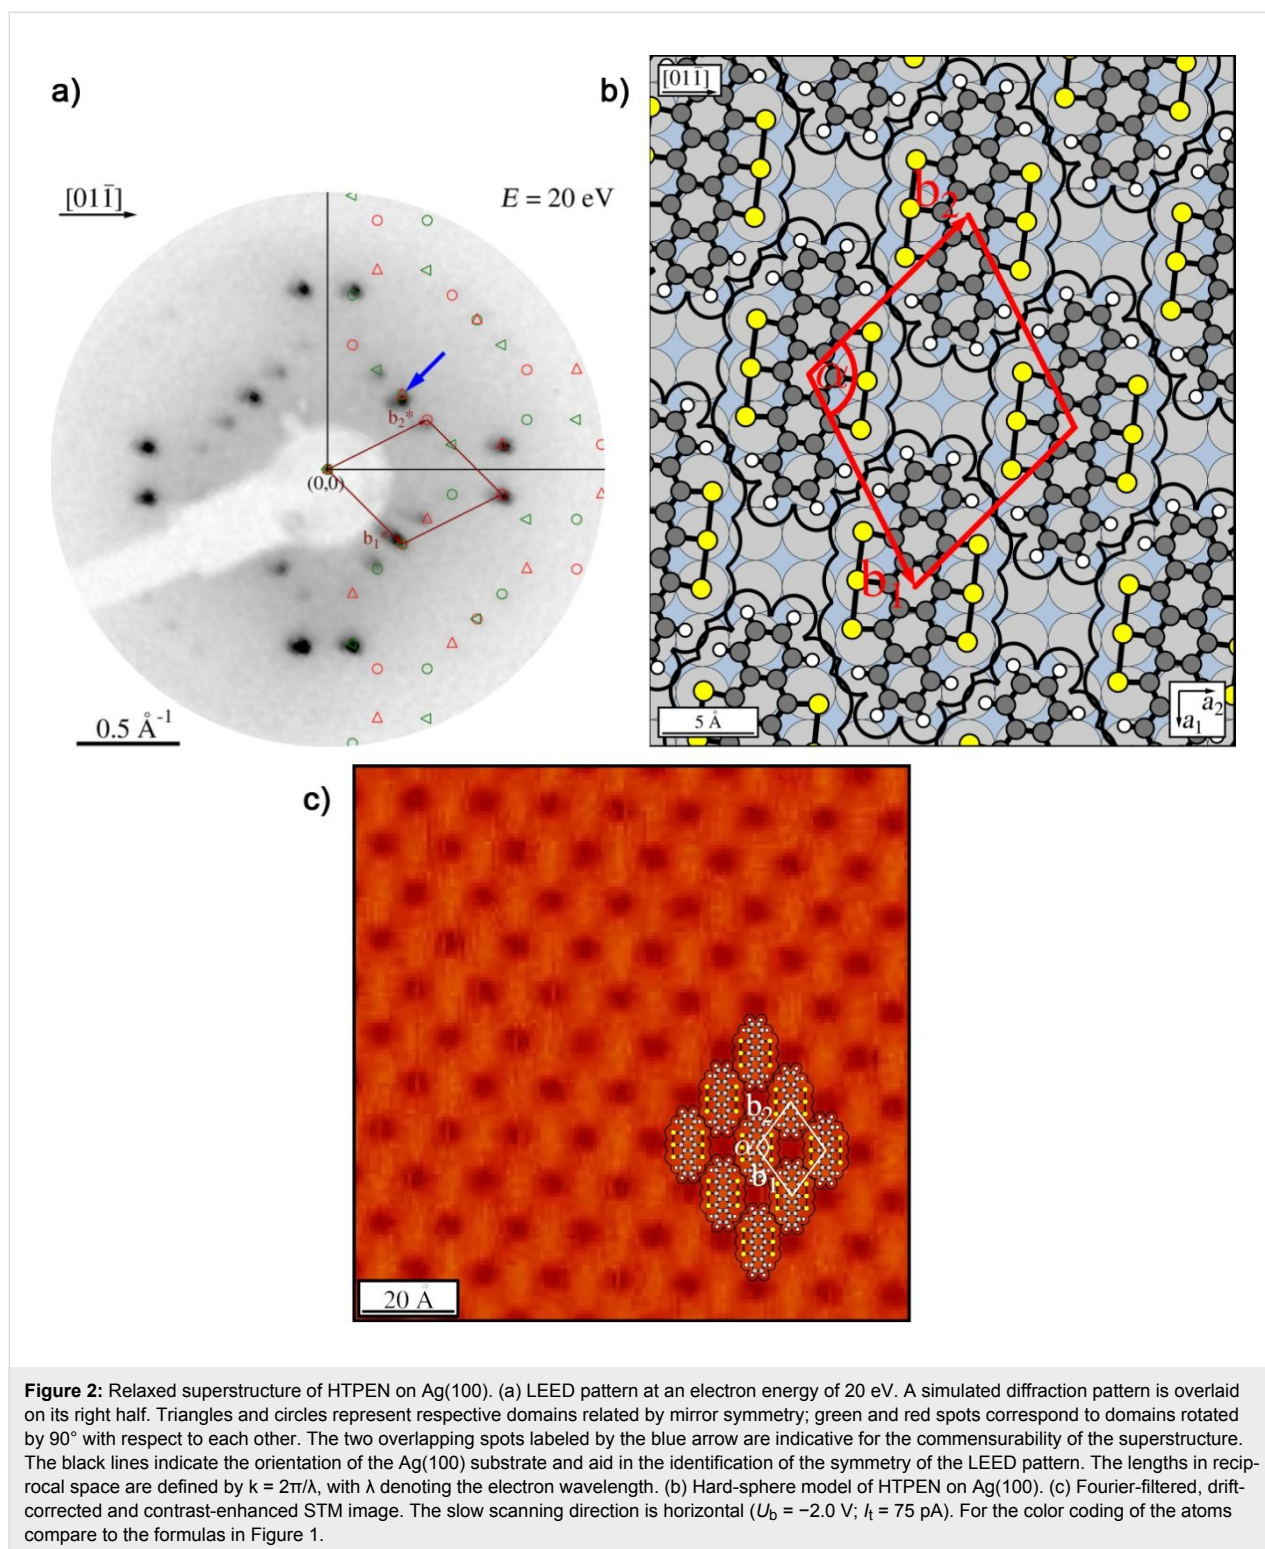 a)
[011̅]
E = 20 eV
b₂*
(0,0)
b₁*
0.5 Å⁻¹
b)
[011̅]
b₂
α
b₁
5 Å
a₂
a₁
c)
b₂
α
b₁
20 Å
Figure 2: Relaxed superstructure of HTPEN on Ag(100). (a) LEED pattern at an electron energy of 20 eV. A simulated diffraction pattern is overlaid
on its right half. Triangles and circles represent respective domains related by mirror symmetry; green and red spots correspond to domains rotated
by 90° with respect to each other. The two overlapping spots labeled by the blue arrow are indicative for the commensurability of the superstructure.
The black lines indicate the orientation of the Ag(100) substrate and aid in the identification of the symmetry of the LEED pattern. The lengths in recip-
rocal space are defined by k = 2π/λ, with λ denoting the electron wavelength. (b) Hard-sphere model of HTPEN on Ag(100). (c) Fourier-filtered, drift-
corrected and contrast-enhanced STM image. The slow scanning direction is horizontal (U_b = −2.0 V; I_t = 75 pA). For the color coding of the atoms
compare to the formulas in Figure 1.